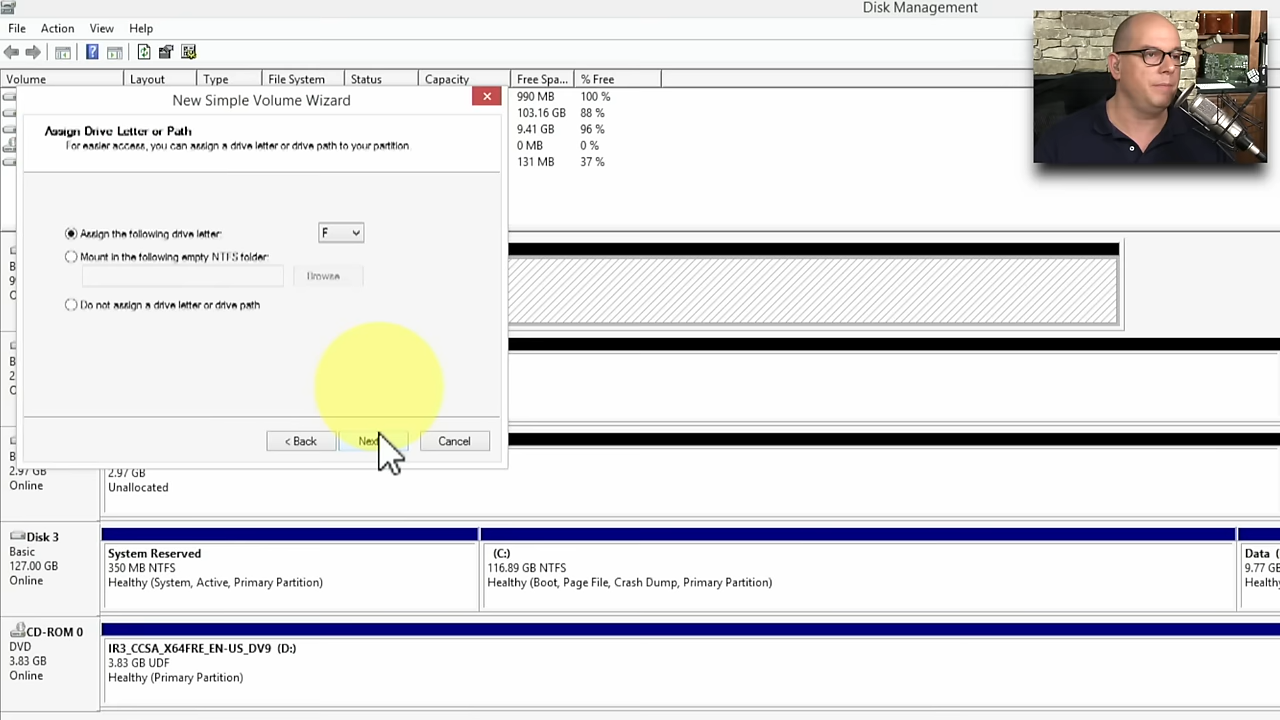 Disk Management
File Action View Help
Volume Layout Type File System Status Capacity Free Spa... % Free
990 MB 100 %
103.16 GB 88 %
9.41 GB 96 %
0 MB 0 %
131 MB 37 %
New Simple Volume Wizard
Assign Drive Letter or Path
For easier access, you can assign a drive letter or drive path to your partition.
Assign the following drive letter: F
Mount in the following empty NTFS folder:
Browse...
Do not assign a drive letter or drive path
< Back Next Cancel
B
9
O
B
2
O
B
2.97 GB 2.97 GB
Online Unallocated
Disk 3
Basic
127.00 GB
Online
System Reserved
350 MB NTFS
Healthy (System, Active, Primary Partition)
(C:)
116.89 GB NTFS
Healthy (Boot, Page File, Crash Dump, Primary Partition)
Data (
9.77 GB
Healthy
CD-ROM 0
DVD
3.83 GB
Online
IR3_CCSA_X64FRE_EN-US_DV9 (D:)
3.83 GB UDF
Healthy (Primary Partition)